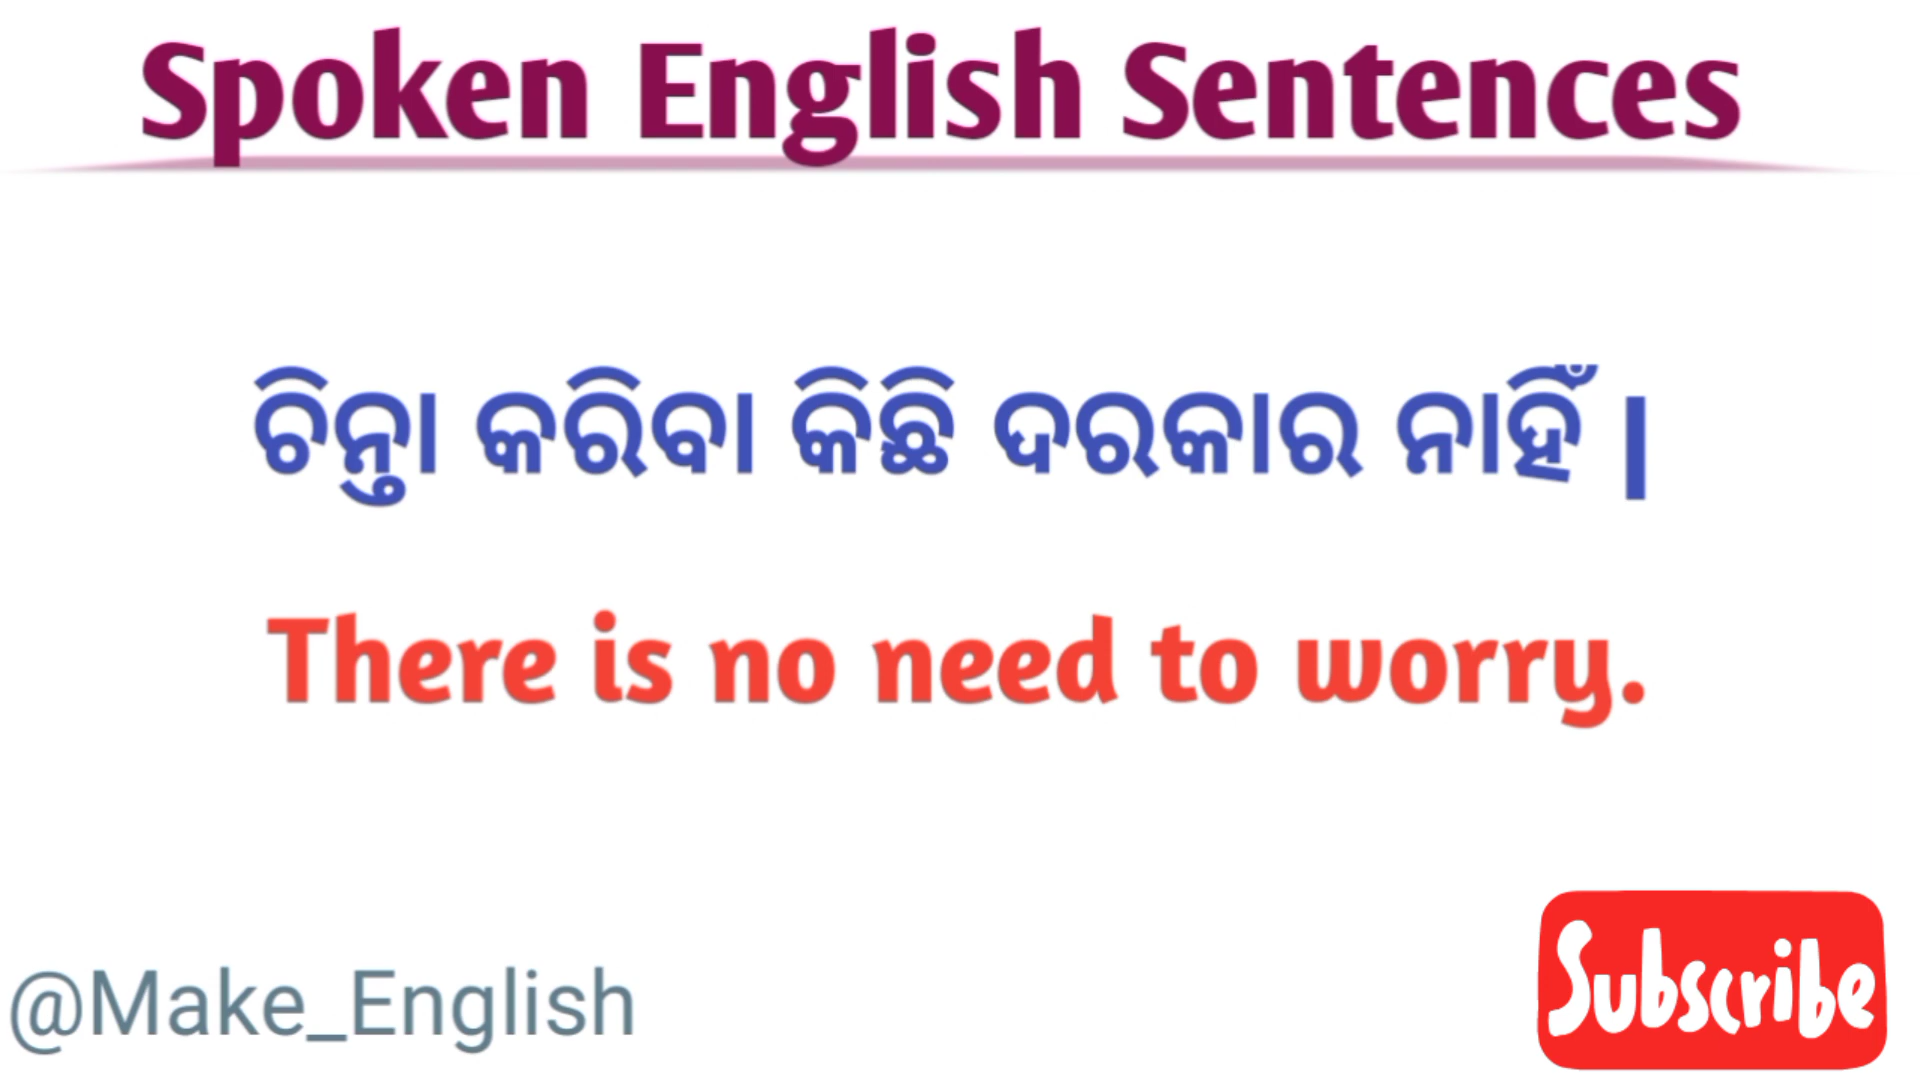 Spoken English Sentences
ଚିନ୍ତା କରିବା କିଛି ଦରକାର ନାହିଁ |
There is no need to worry.
@Make_English
Subscribe